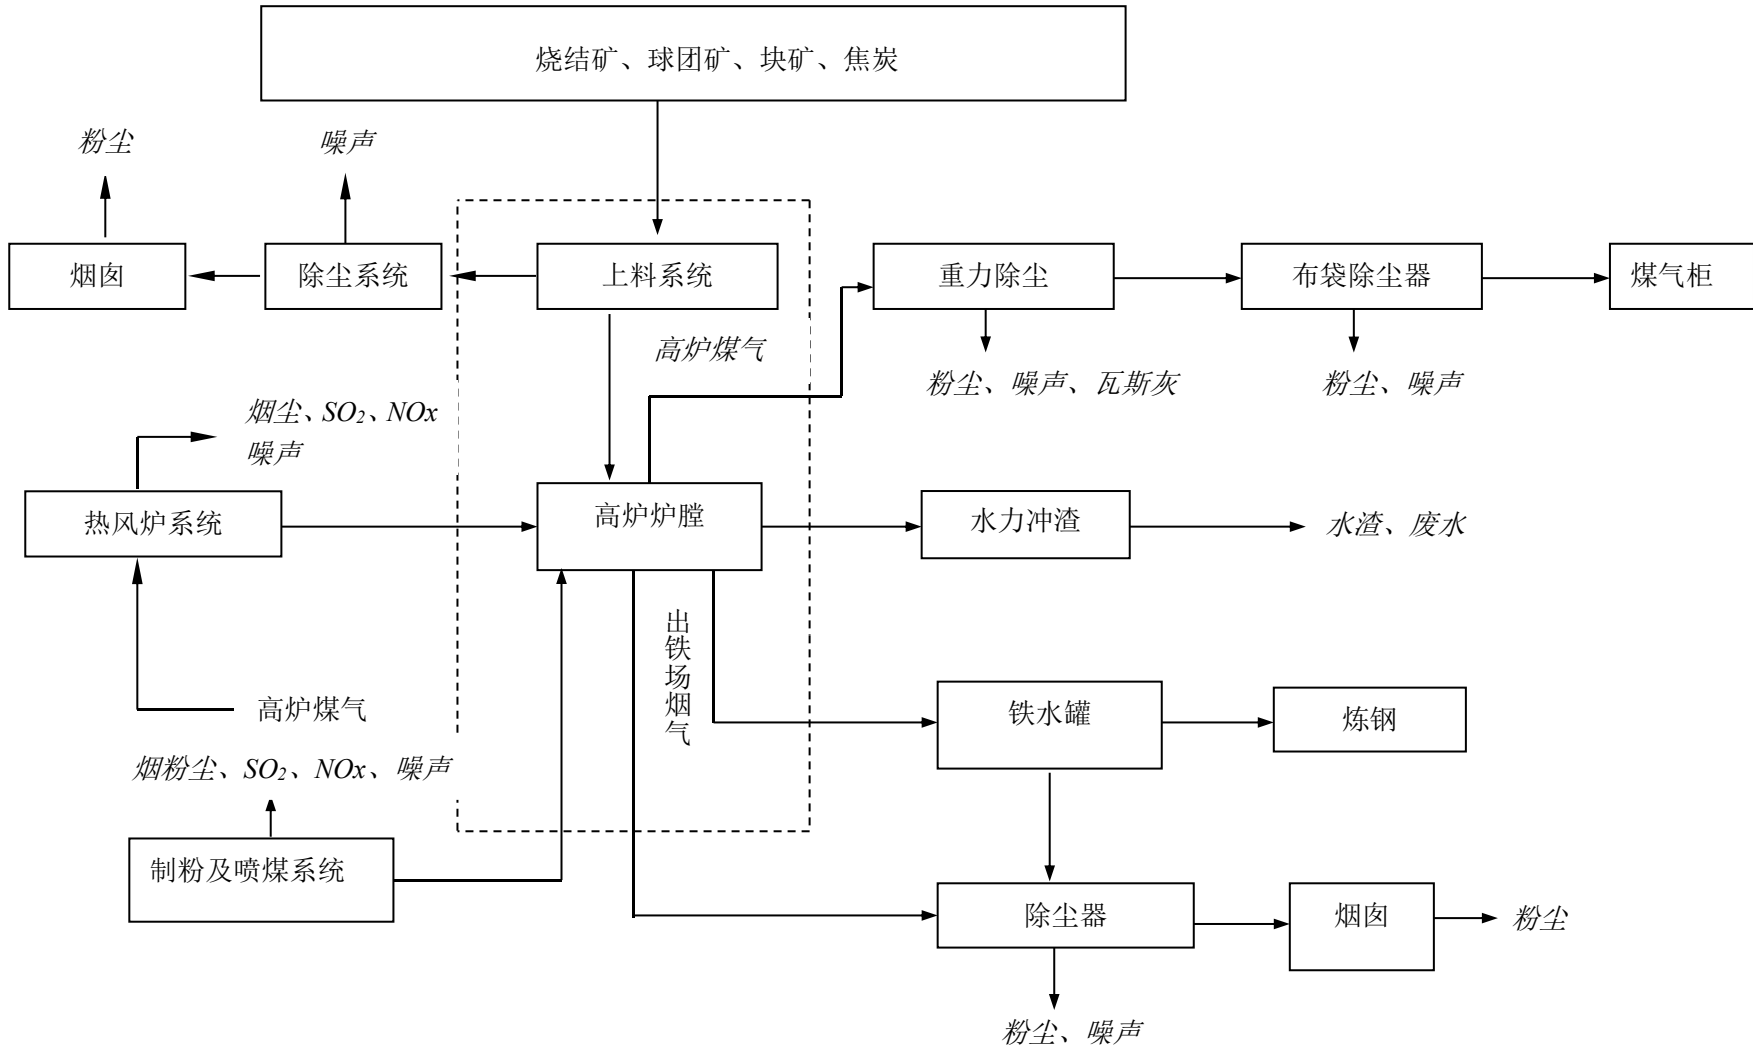 烧结矿、球团矿、块矿、焦炭
粉尘
噪声
烟囱
除尘系统
上料系统
重力除尘
布袋除尘器
煤气柜
高炉煤气
粉尘、噪声、瓦斯灰
粉尘、噪声
烟尘、SO₂、NOx
噪声
热风炉系统
高炉炉膛
水力冲渣
水渣、废水
出铁场烟气
高炉煤气
铁水罐
炼钢
烟粉尘、SO₂、NOx、噪声
制粉及喷煤系统
除尘器
烟囱
粉尘
粉尘、噪声